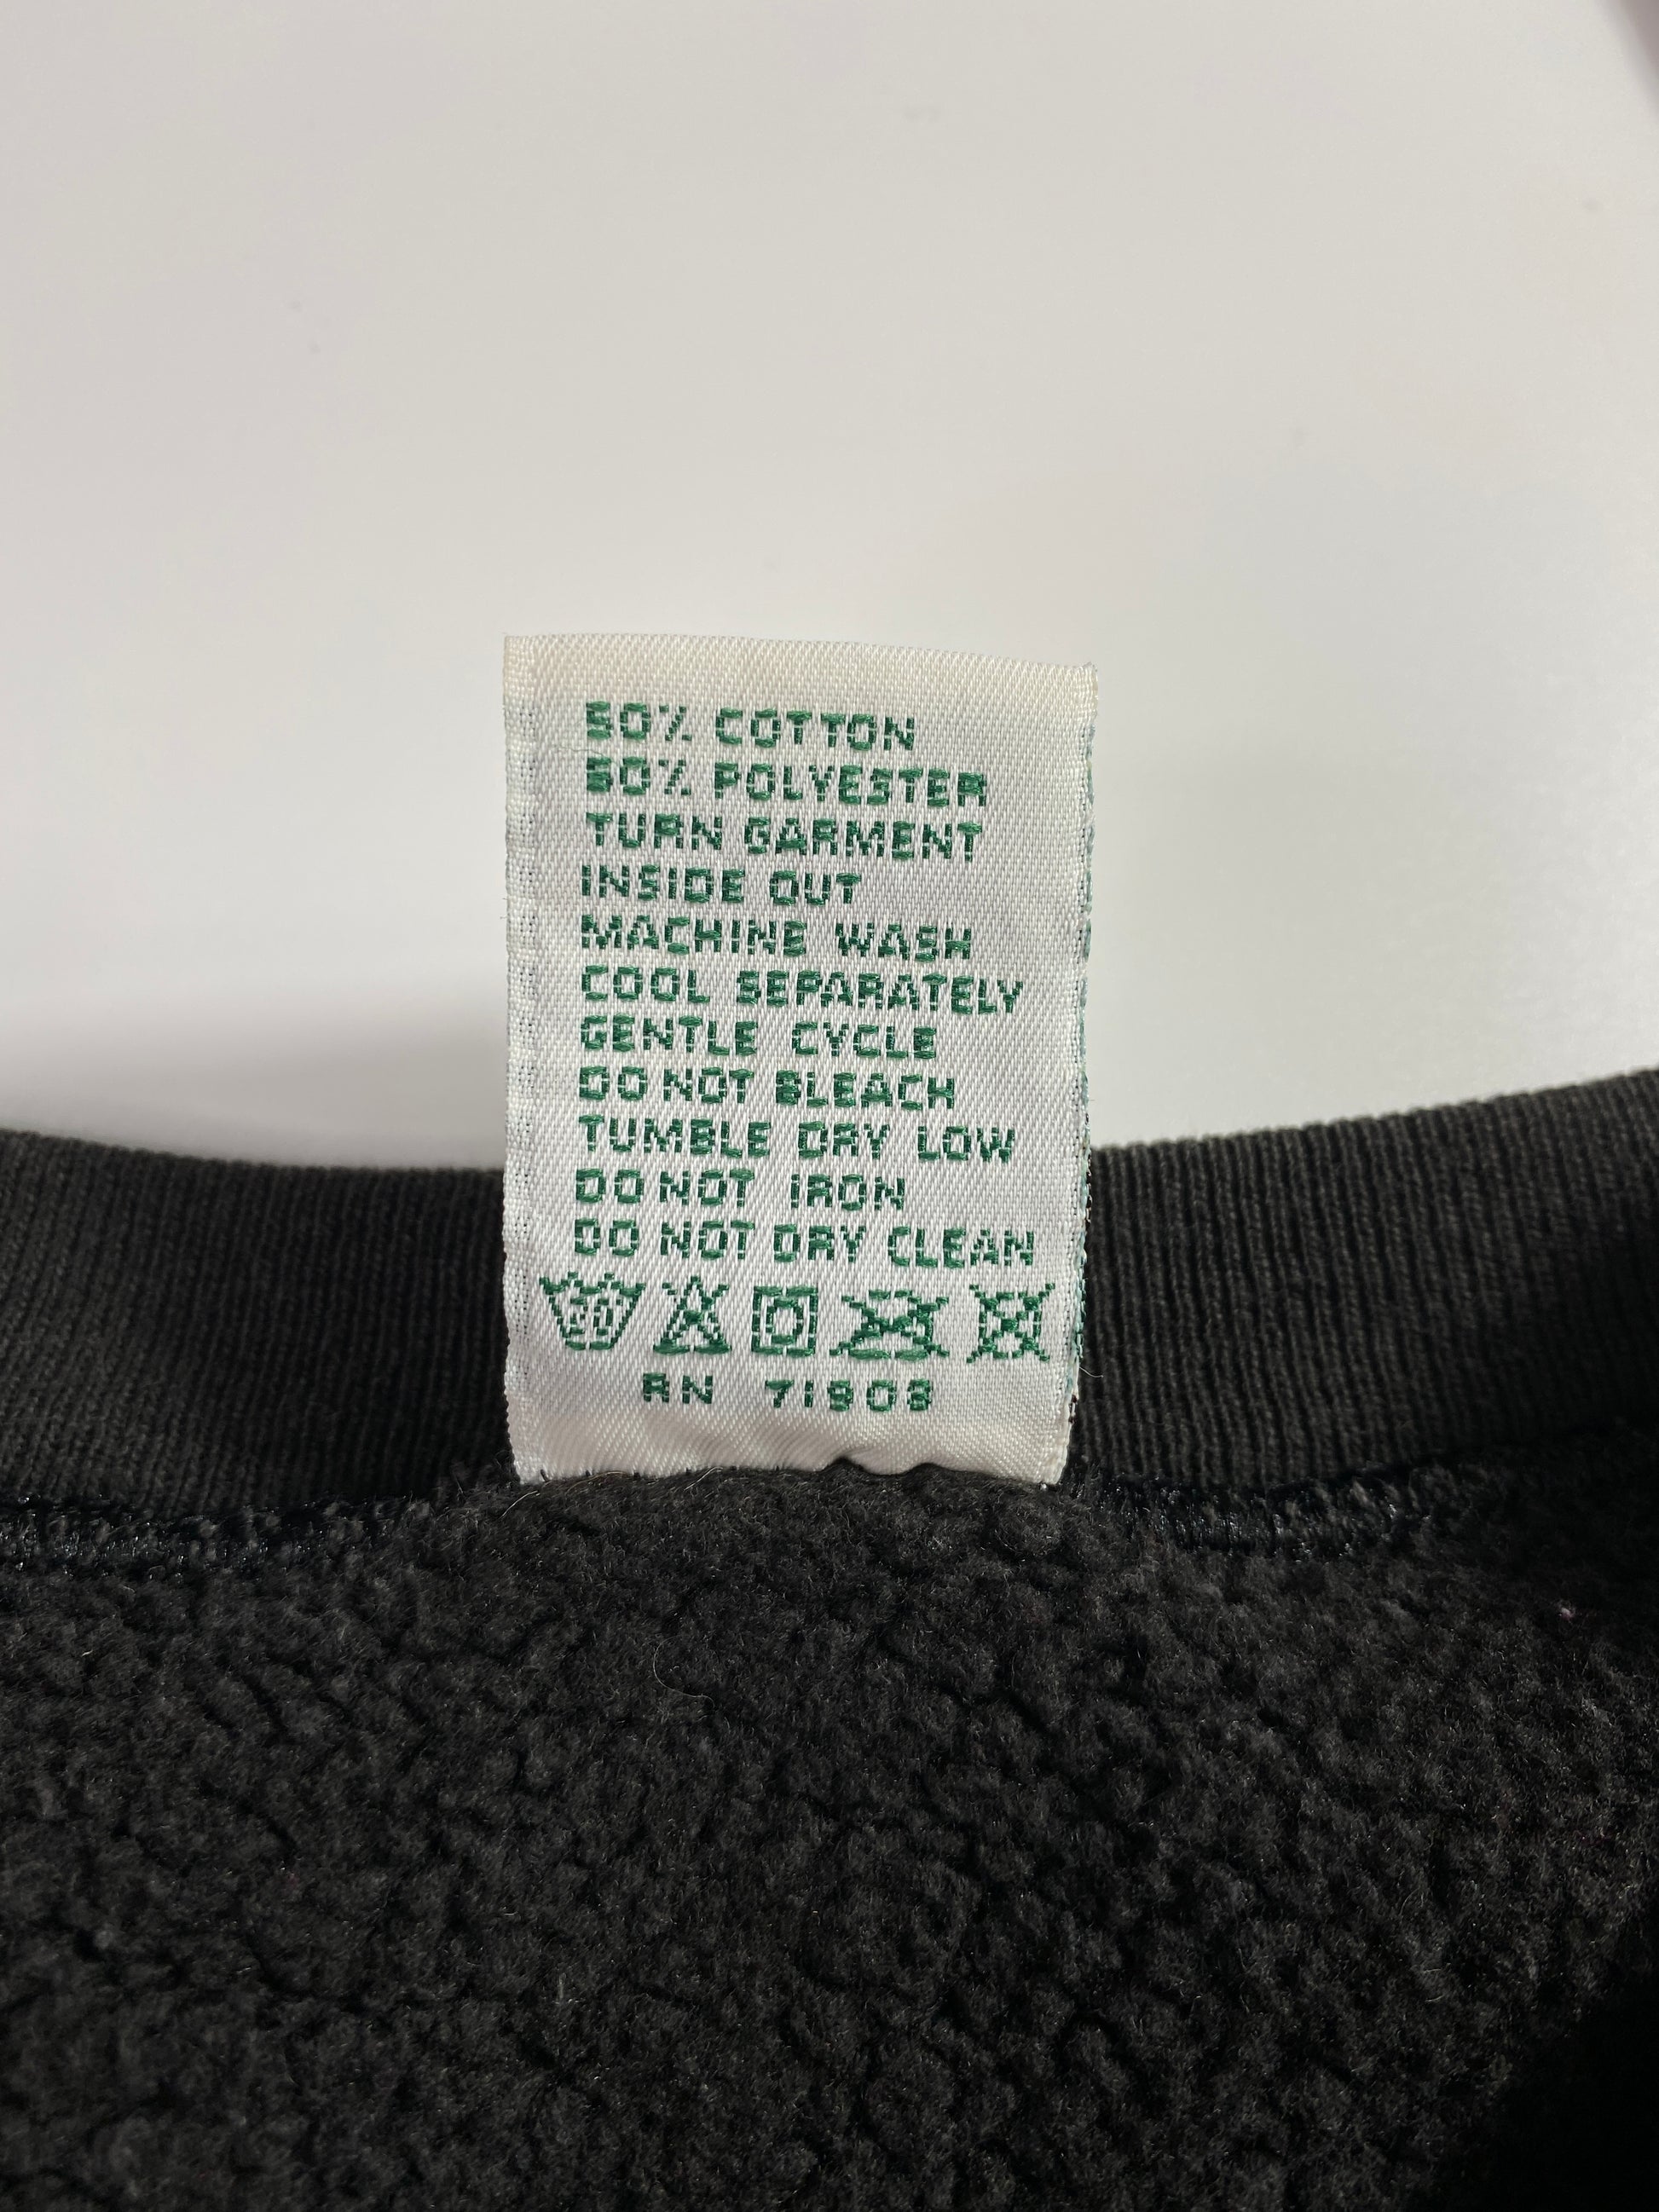 50% COTTON
50% POLYESTER
TURN GARMENT
INSIDE OUT
MACHINE WASH
COOL SEPARATELY
GENTLE CYCLE
DO NOT BLEACH
TUMBLE DRY LOW
DO NOT IRON
DO NOT DRY CLEAN
RN 71908